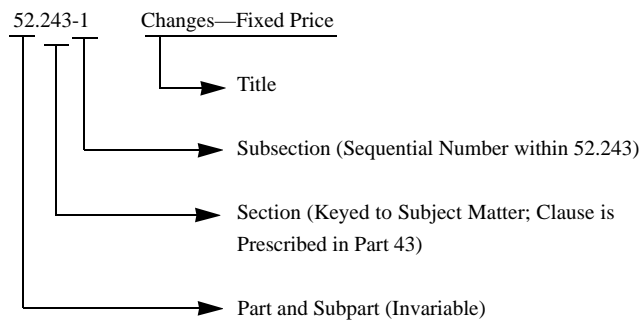 52.243-1 Changes—Fixed Price
Title
Subsection (Sequential Number within 52.243)
Section (Keyed to Subject Matter; Clause is
Prescribed in Part 43)
Part and Subpart (Invariable)